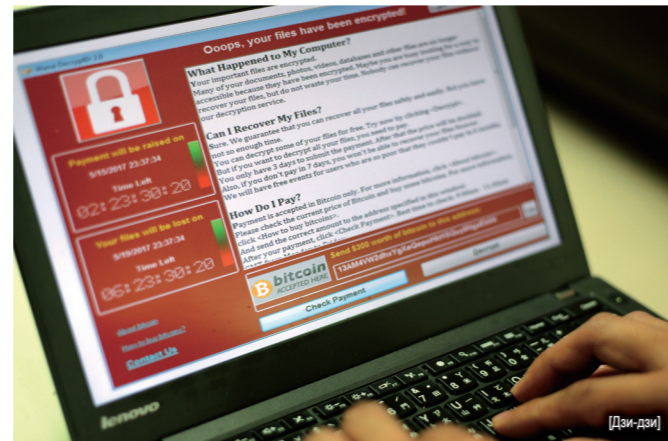 Wana Decrypt0r 2.0
Ooops, your files have been encrypted!
What Happened to My Computer?
Your important files are encrypted.
Many of your documents, photos, videos, databases and other files are no longer
accessible because they have been encrypted. Maybe you are busy looking for a way to
recover your files, but do not waste your time. Nobody can recover your files without
our decryption service.
Can I Recover My Files?
Sure. We guarantee that you can recover all your files safely and easily. But you have
not so enough time.
You can decrypt some of your files for free. Try now by clicking <Decrypt>.
But if you want to decrypt all your files, you need to pay.
You only have 3 days to submit the payment. After that the price will be doubled.
Also, if you don't pay in 7 days, you won't be able to recover your files forever.
We will have free events for users who are so poor that they couldn't pay in 6 months.
How Do I Pay?
Payment is accepted in Bitcoin only. For more information, click <About bitcoin>.
Please check the current price of Bitcoin and buy some bitcoins. For more information,
click <How to buy bitcoins>.
And send the correct amount to the address specified in this window.
After your payment, click <Check Payment>. Best time to check: 9:00am - 11:00am
Payment will be raised on
5/15/2017 23:37:34
Time Left
02:23:30:20
Your files will be lost on
5/19/2017 23:37:34
Time Left
06:23:30:20
About bitcoin
How to buy bitcoins?
Contact Us
bitcoin
ACCEPTED HERE
Send $300 worth of bitcoin to this address:
Check Payment
Decrypt
lenovo
[Дзи-дзи]